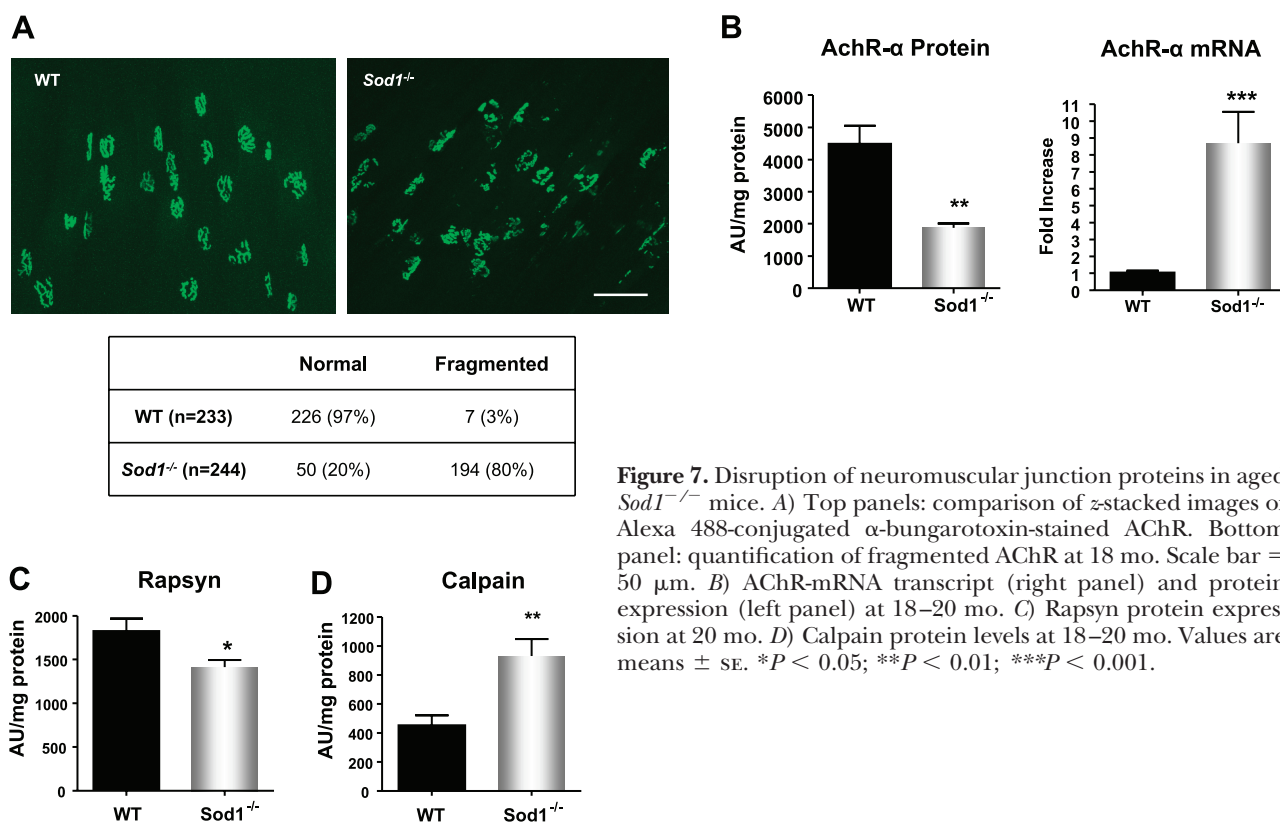 A
WT
Sod1-/-
Normal Fragmented
WT (n=233) 226 (97%) 7 (3%)
Sod1-/- (n=244) 50 (20%) 194 (80%)
B
AchR-α Protein
AU/mg protein
6000
5000
4000
3000
2000
1000
0
**
WT Sod1-/-
AchR-α mRNA
Fold Increase
11
10
9
8
7
6
5
4
3
2
1
0
***
WT Sod1-/-
C
Rapsyn
AU/mg protein
2000
1500
1000
500
0
*
WT Sod1-/-
D
Calpain
AU/mg protein
1200
1000
800
600
400
200
0
**
WT Sod1-/-
Figure 7. Disruption of neuromuscular junction proteins in aged
Sod1−/− mice. A) Top panels: comparison of z-stacked images of
Alexa 488-conjugated α-bungarotoxin-stained AChR. Bottom
panel: quantification of fragmented AChR at 18 mo. Scale bar =
50 μm. B) AChR-mRNA transcript (right panel) and protein
expression (left panel) at 18–20 mo. C) Rapsyn protein expres
sion at 20 mo. D) Calpain protein levels at 18–20 mo. Values are
means ± SE. *P < 0.05; **P < 0.01; ***P < 0.001.